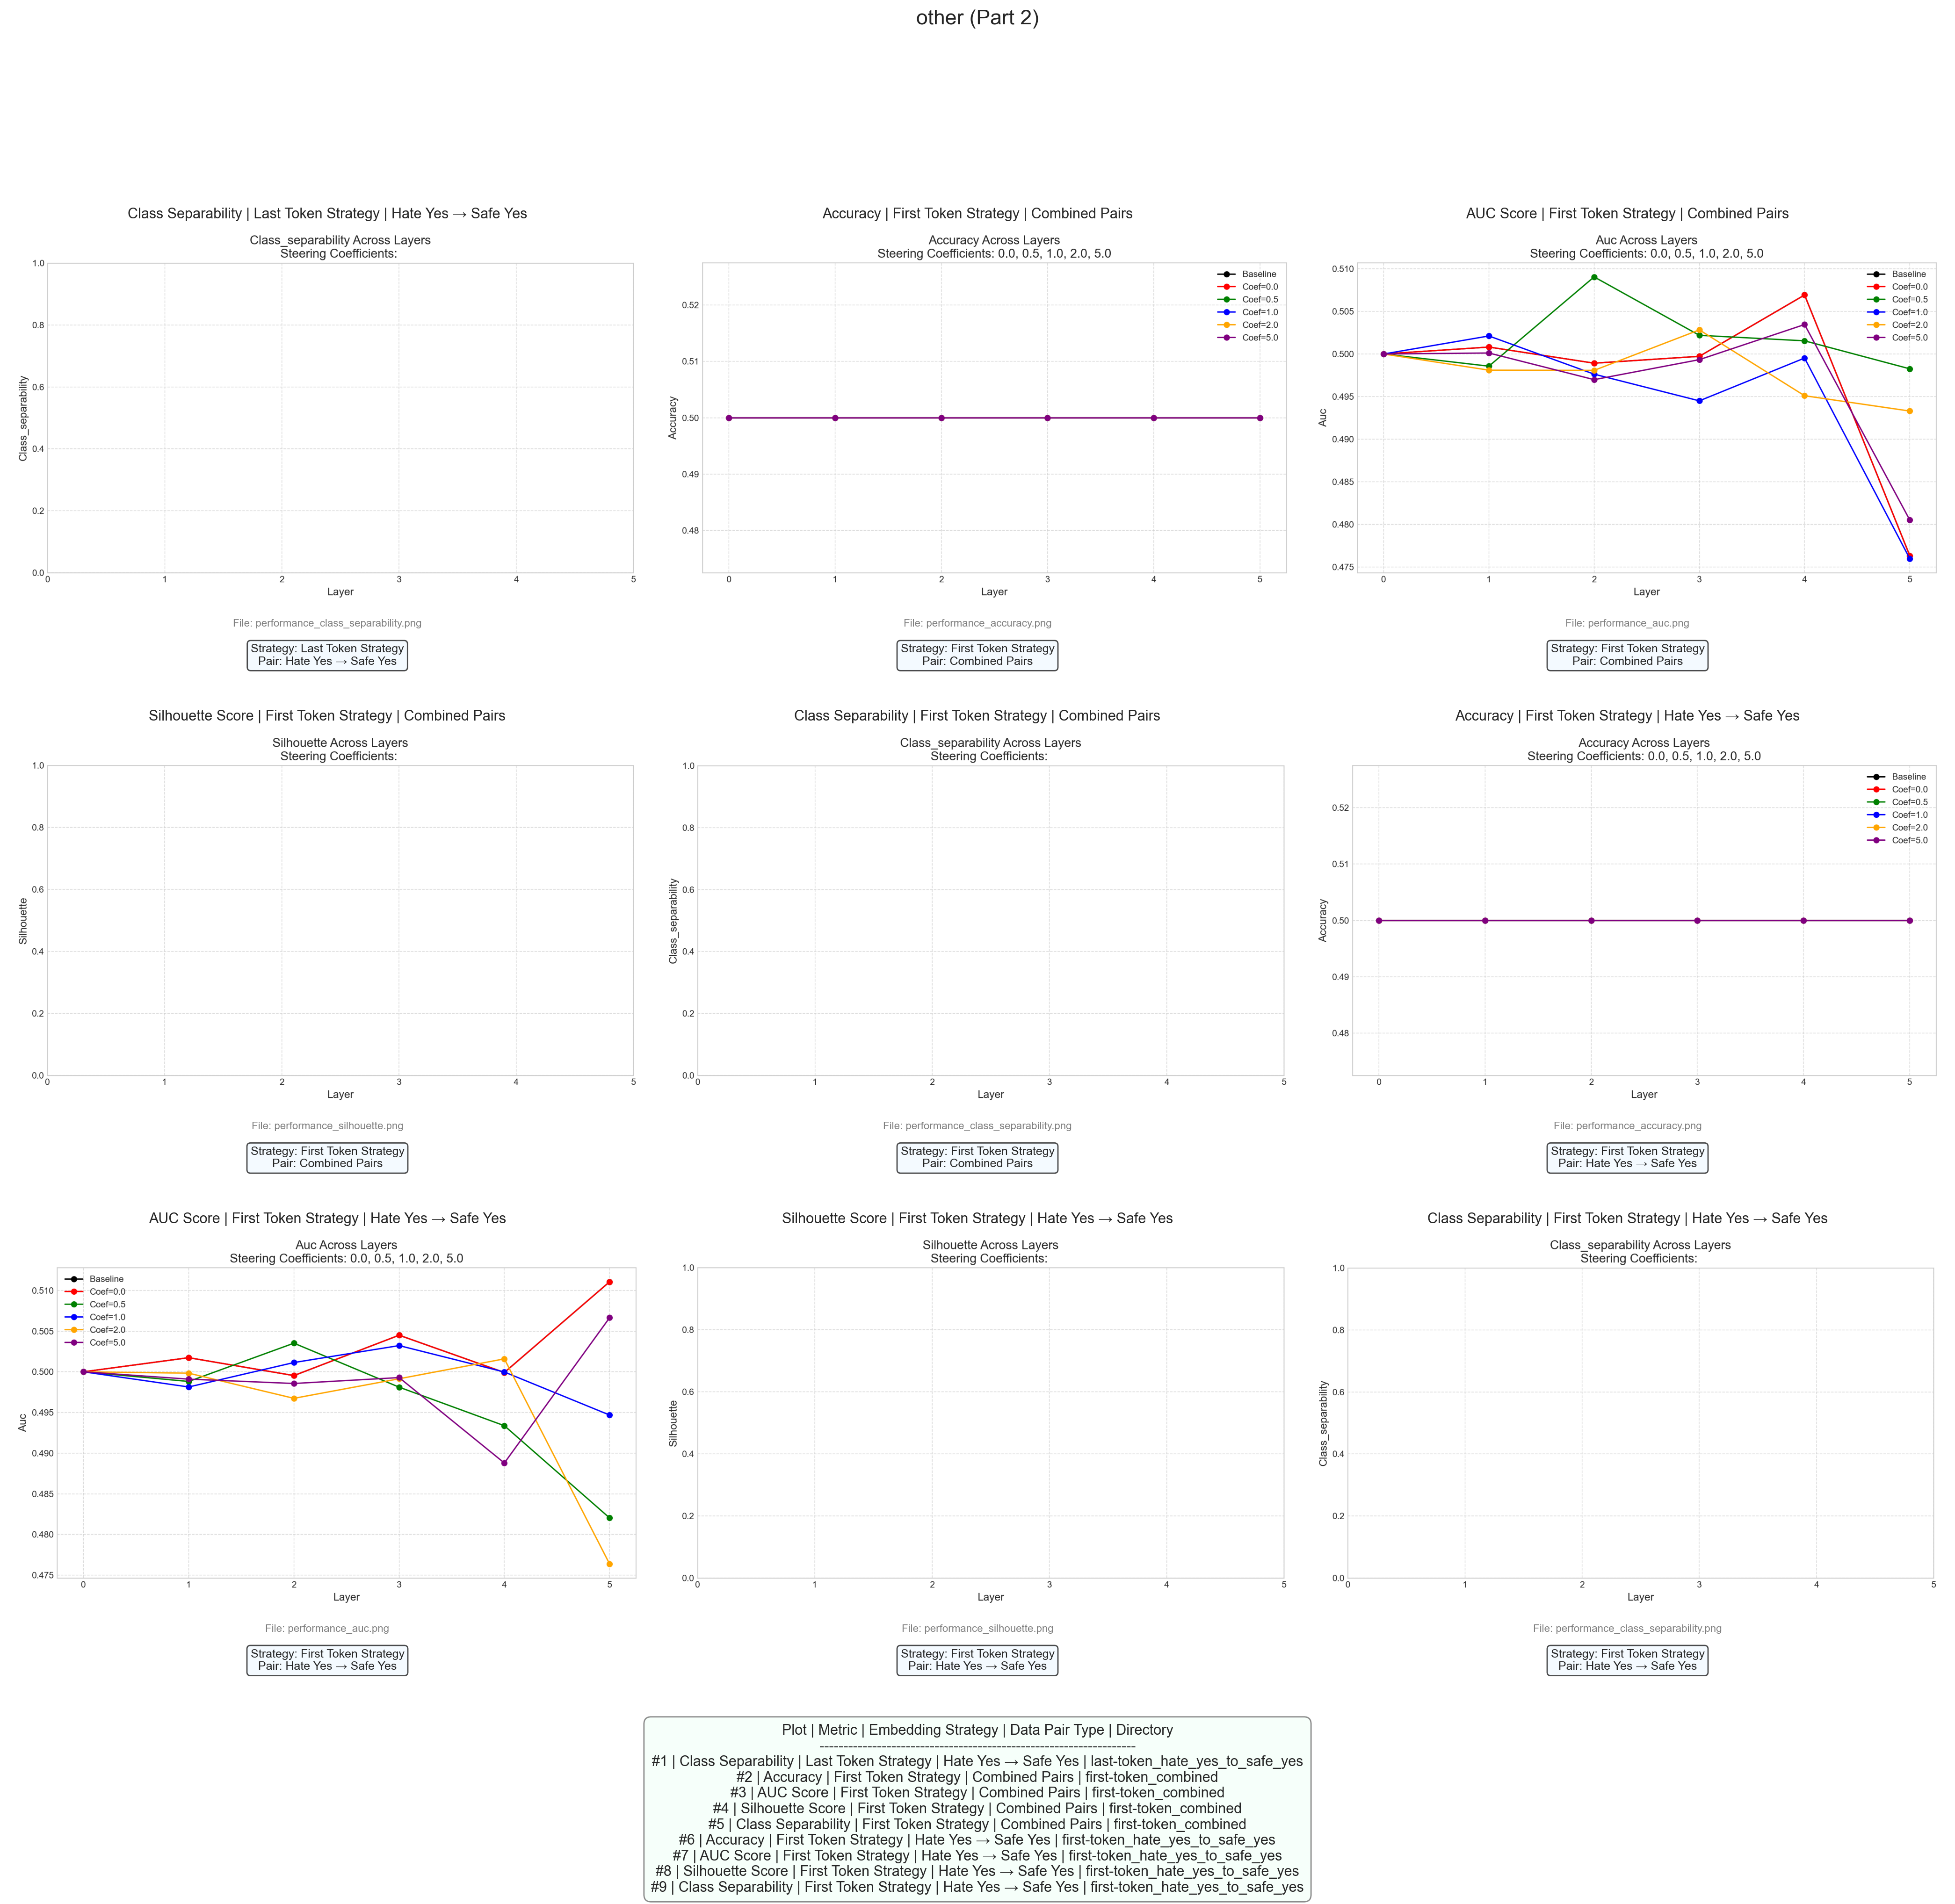 other (Part 2)
Class Separability | Last Token Strategy | Hate Yes → Safe Yes
Class_separability Across Layers
Steering Coefficients:
1.0
0.8
0.6
0.4
0.2
0.0
Class_separability
0 1 2 3 4 5
Layer
File: performance_class_separability.png
Strategy: Last Token Strategy
Pair: Hate Yes → Safe Yes
Accuracy | First Token Strategy | Combined Pairs
Accuracy Across Layers
Steering Coefficients: 0.0, 0.5, 1.0, 2.0, 5.0
Baseline
Coef=0.0
Coef=0.5
Coef=1.0
Coef=2.0
Coef=5.0
0.52
0.51
0.50
0.49
0.48
Accuracy
0 1 2 3 4 5
Layer
File: performance_accuracy.png
Strategy: First Token Strategy
Pair: Combined Pairs
AUC Score | First Token Strategy | Combined Pairs
Auc Across Layers
Steering Coefficients: 0.0, 0.5, 1.0, 2.0, 5.0
Baseline
Coef=0.0
Coef=0.5
Coef=1.0
Coef=2.0
Coef=5.0
0.510
0.505
0.500
0.495
0.490
0.485
0.480
0.475
Auc
0 1 2 3 4 5
Layer
File: performance_auc.png
Strategy: First Token Strategy
Pair: Combined Pairs
Silhouette Score | First Token Strategy | Combined Pairs
Silhouette Across Layers
Steering Coefficients:
1.0
0.8
0.6
0.4
0.2
0.0
Silhouette
0 1 2 3 4 5
Layer
File: performance_silhouette.png
Strategy: First Token Strategy
Pair: Combined Pairs
Class Separability | First Token Strategy | Combined Pairs
Class_separability Across Layers
Steering Coefficients:
1.0
0.8
0.6
0.4
0.2
0.0
Class_separability
0 1 2 3 4 5
Layer
File: performance_class_separability.png
Strategy: First Token Strategy
Pair: Combined Pairs
Accuracy | First Token Strategy | Hate Yes → Safe Yes
Accuracy Across Layers
Steering Coefficients: 0.0, 0.5, 1.0, 2.0, 5.0
Baseline
Coef=0.0
Coef=0.5
Coef=1.0
Coef=2.0
Coef=5.0
0.52
0.51
0.50
0.49
0.48
Accuracy
0 1 2 3 4 5
Layer
File: performance_accuracy.png
Strategy: First Token Strategy
Pair: Hate Yes → Safe Yes
AUC Score | First Token Strategy | Hate Yes → Safe Yes
Auc Across Layers
Steering Coefficients: 0.0, 0.5, 1.0, 2.0, 5.0
Baseline
Coef=0.0
Coef=0.5
Coef=1.0
Coef=2.0
Coef=5.0
0.510
0.505
0.500
0.495
0.490
0.485
0.480
0.475
Auc
0 1 2 3 4 5
Layer
File: performance_auc.png
Strategy: First Token Strategy
Pair: Hate Yes → Safe Yes
Silhouette Score | First Token Strategy | Hate Yes → Safe Yes
Silhouette Across Layers
Steering Coefficients:
1.0
0.8
0.6
0.4
0.2
0.0
Silhouette
0 1 2 3 4 5
Layer
File: performance_silhouette.png
Strategy: First Token Strategy
Pair: Hate Yes → Safe Yes
Class Separability | First Token Strategy | Hate Yes → Safe Yes
Class_separability Across Layers
Steering Coefficients:
1.0
0.8
0.6
0.4
0.2
0.0
Class_separability
0 1 2 3 4 5
Layer
File: performance_class_separability.png
Strategy: First Token Strategy
Pair: Hate Yes → Safe Yes
Plot | Metric | Embedding Strategy | Data Pair Type | Directory
------------------------------------------------------------------
#1 | Class Separability | Last Token Strategy | Hate Yes → Safe Yes | last-token_hate_yes_to_safe_yes
#2 | Accuracy | First Token Strategy | Combined Pairs | first-token_combined
#3 | AUC Score | First Token Strategy | Combined Pairs | first-token_combined
#4 | Silhouette Score | First Token Strategy | Combined Pairs | first-token_combined
#5 | Class Separability | First Token Strategy | Combined Pairs | first-token_combined
#6 | Accuracy | First Token Strategy | Hate Yes → Safe Yes | first-token_hate_yes_to_safe_yes
#7 | AUC Score | First Token Strategy | Hate Yes → Safe Yes | first-token_hate_yes_to_safe_yes
#8 | Silhouette Score | First Token Strategy | Hate Yes → Safe Yes | first-token_hate_yes_to_safe_yes
#9 | Class Separability | First Token Strategy | Hate Yes → Safe Yes | first-token_hate_yes_to_safe_yes